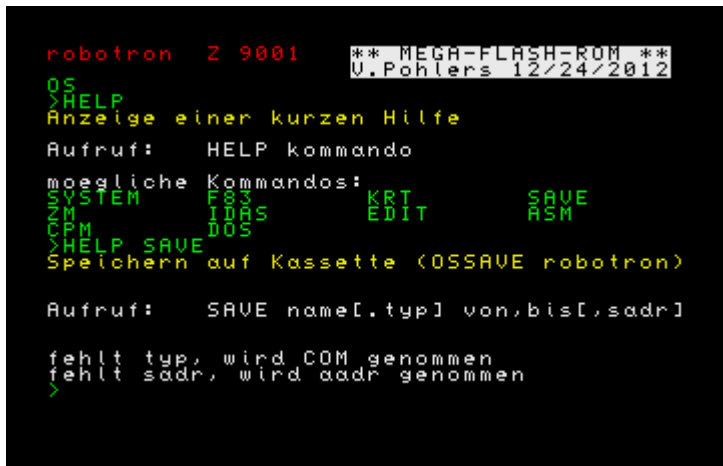 robotron  Z 9001     ** MEGA-FLASH-ROM **
V.Pohlers 12/24/2012
OS
>HELP
Anzeige einer kurzen Hilfe
Aufruf:   HELP kommando
moegliche Kommandos:
SYSTEM    F83       KRT       SAVE
ZM        IDAS      EDIT      ASM
CPM       DOS
>HELP SAVE
Speichern auf Kassette (OSSAVE robotron)
Aufruf:   SAVE name[.typ] von,bis[,sadr]
fehlt typ, wird COM genommen
fehlt sadr, wird aadr genommen
>